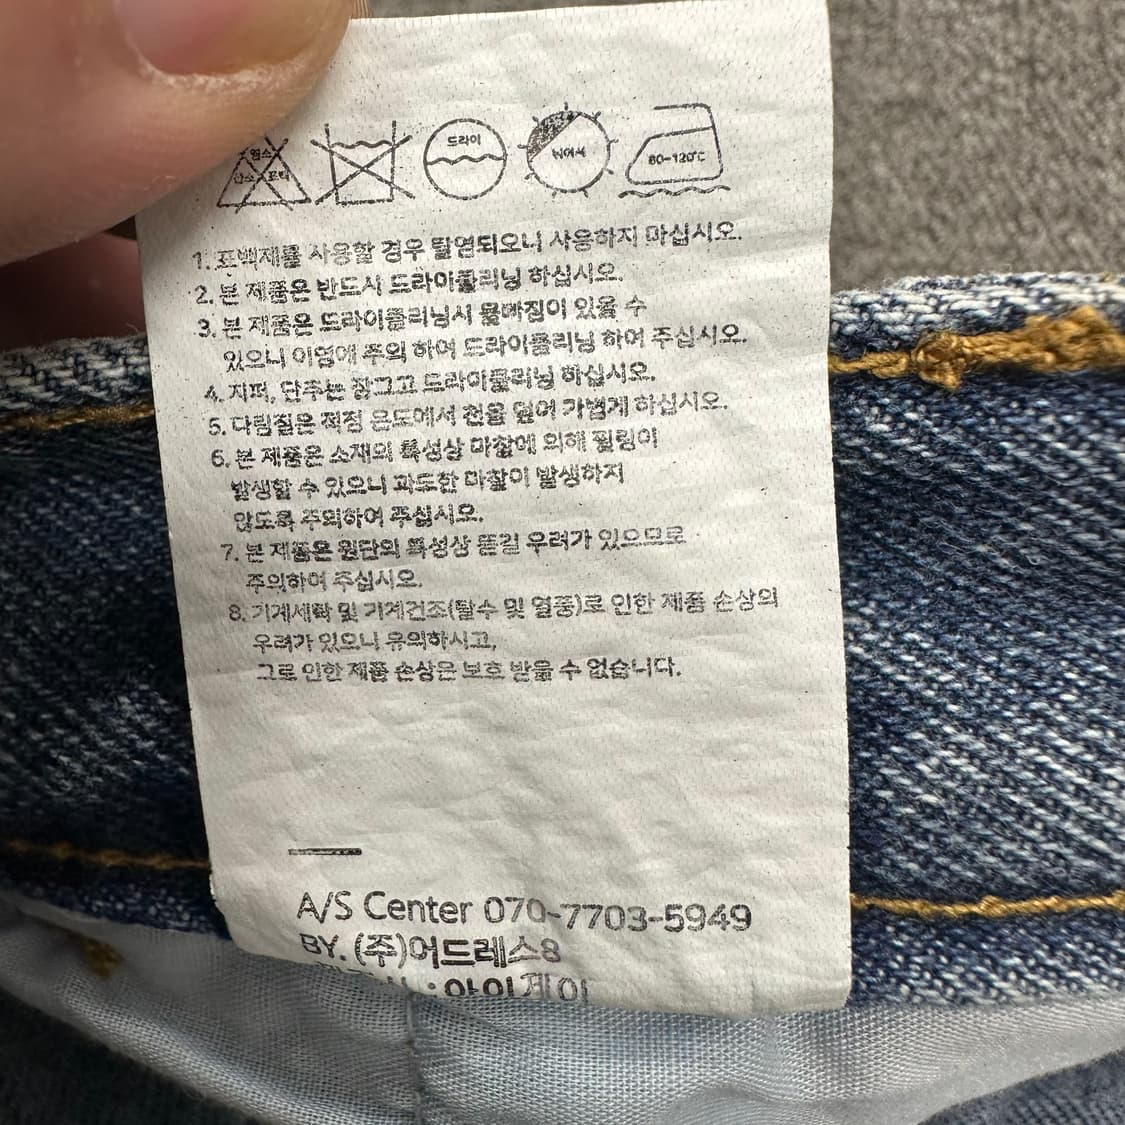 염소
산소표백
드라이
뉘어서
80-120℃
1. 표백제를 사용할 경우 탈염되오니 사용하지 마십시오.
2. 본 제품은 반드시 드라이클리닝 하십시오.
3. 본 제품은 드라이클리닝시 물빠짐이 있을 수
있으니 이염에 주의 하여 드라이클리닝 하여 주십시오.
4. 지퍼, 단추는 잠그고 드라이클리닝 하십시오.
5. 다림질은 적정 온도에서 천을 덮어 가볍게 하십시오.
6. 본 제품은 소재의 특성상 마찰에 의해 필링이
발생할 수 있으니 과도한 마찰이 발생하지
않도록 주의하여 주십시오.
7. 본 제품은 원단의 특성상 뜯길 우려가 있으므로
주의하여 주십시오.
8. 기계세탁 및 기계건조(탈수 및 열풍)로 인한 제품 손상의
우려가 있으니 유의하시고,
그로 인한 제품 손상은 보호 받을 수 없습니다.
A/S Center 070-7703-5949
BY. (주)어드레스8
: 아이제이